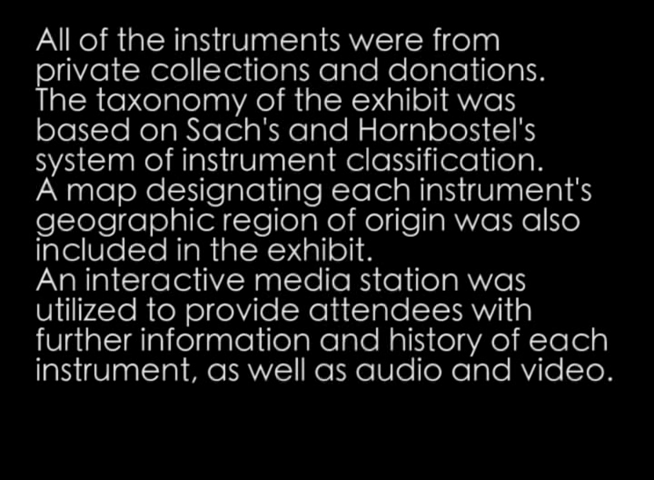 All of the instruments were from
private collections and donations.
The taxonomy of the exhibit was
based on Sach's and Hornbostel's
system of instrument classification.
A map designating each instrument's
geographic region of origin was also
included in the exhibit.
An interactive media station was
utilized to provide attendees with
further information and history of each
instrument, as well as audio and video.